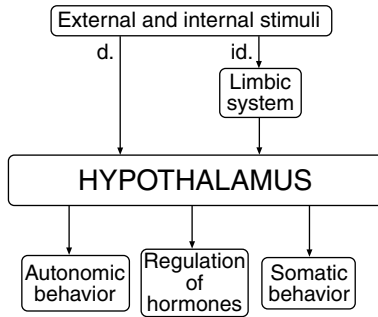 External and internal stimuli
d.
id.
Limbic
system
HYPOTHALAMUS
Autonomic
behavior
Regulation
of
hormones
Somatic
behavior